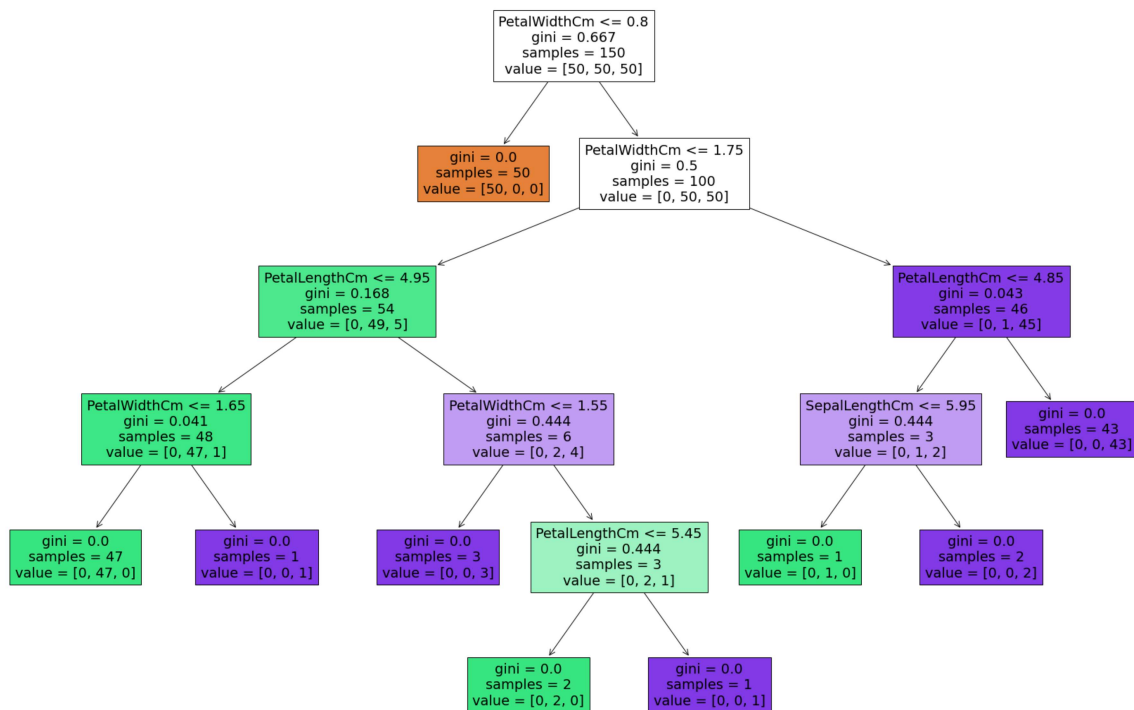 PetalWidthCm <= 0.8
gini = 0.667
samples = 150
value = [50, 50, 50]
gini = 0.0
samples = 50
value = [50, 0, 0]
PetalWidthCm <= 1.75
gini = 0.5
samples = 100
value = [0, 50, 50]
PetalLengthCm <= 4.95
gini = 0.168
samples = 54
value = [0, 49, 5]
PetalLengthCm <= 4.85
gini = 0.043
samples = 46
value = [0, 1, 45]
PetalWidthCm <= 1.65
gini = 0.041
samples = 48
value = [0, 47, 1]
PetalWidthCm <= 1.55
gini = 0.444
samples = 6
value = [0, 2, 4]
SepalLengthCm <= 5.95
gini = 0.444
samples = 3
value = [0, 1, 2]
gini = 0.0
samples = 43
value = [0, 0, 43]
gini = 0.0
samples = 47
value = [0, 47, 0]
gini = 0.0
samples = 1
value = [0, 0, 1]
gini = 0.0
samples = 3
value = [0, 0, 3]
PetalLengthCm <= 5.45
gini = 0.444
samples = 3
value = [0, 2, 1]
gini = 0.0
samples = 1
value = [0, 1, 0]
gini = 0.0
samples = 2
value = [0, 0, 2]
gini = 0.0
samples = 2
value = [0, 2, 0]
gini = 0.0
samples = 1
value = [0, 0, 1]